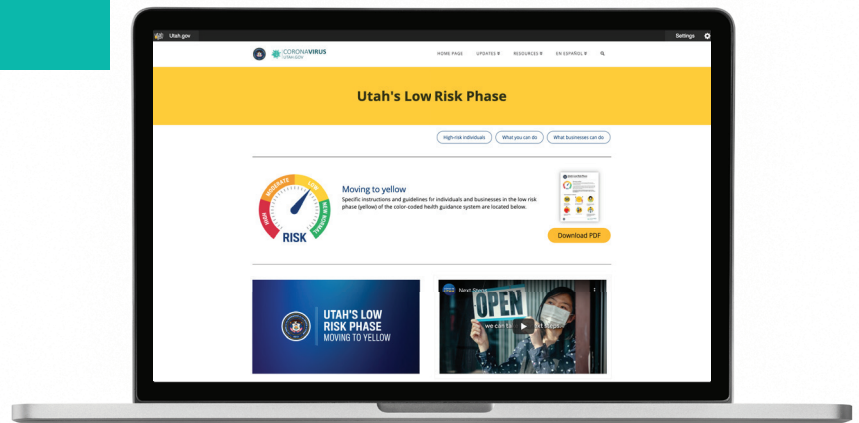 Utah.gov
Settings
CORONAVIRUS
UTAH.GOV
HOME PAGE
UPDATES
RESOURCES
EN ESPAÑOL
Utah's Low Risk Phase
High-risk individuals
What you can do
What businesses can do
HIGH
MODERATE
LOW
NEW NORMAL
RISK
Moving to yellow
Specific instructions and guidelines for individuals and businesses in the low risk
phase (yellow) of the color-coded health guidance system are located below.
Download PDF
UTAH'S LOW
RISK PHASE
MOVING TO YELLOW
Next Steps
OPEN
we can ta
xt steps.